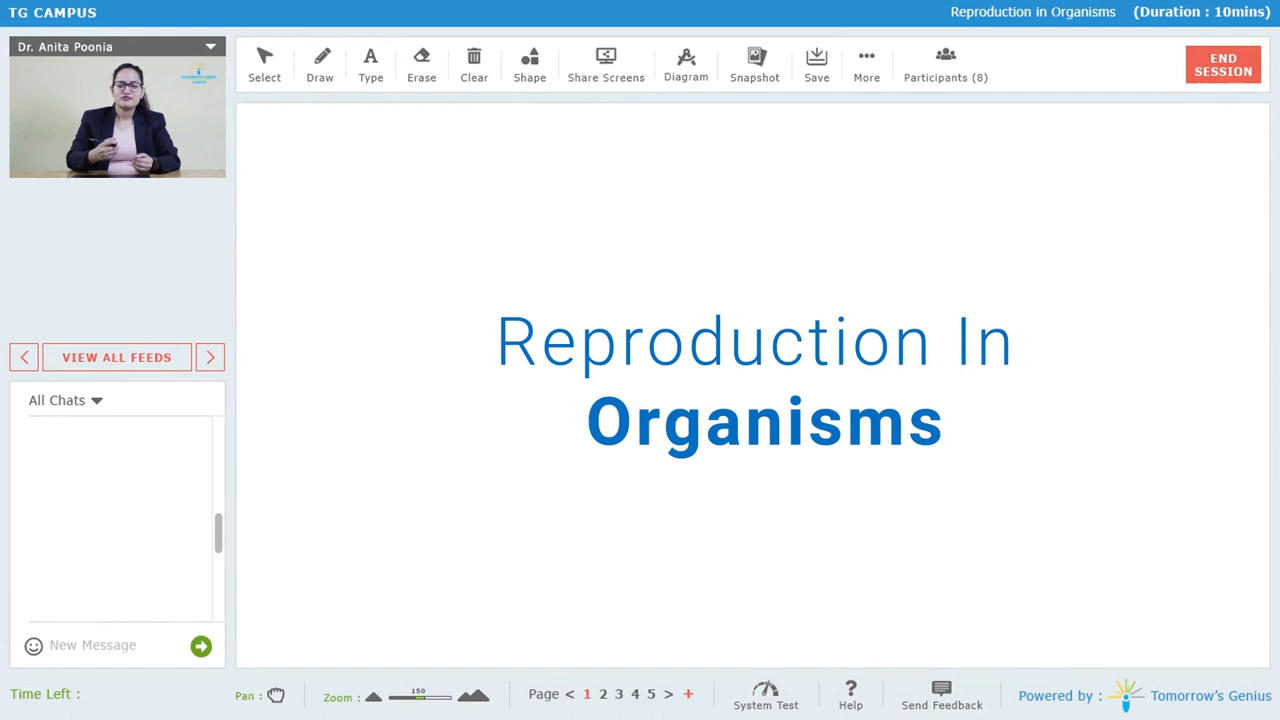 TG CAMPUS
Reproduction in Organisms (Duration : 10mins)
Dr. Anita Poonia
Select
Draw
Type
Erase
Clear
Shape
Share Screens
Diagram
Snapshot
Save
More
Participants (8)
END
SESSION
Reproduction In
Organisms
VIEW ALL FEEDS
All Chats
New Message
Time Left :
Pan :
Zoom :
150
Page < 1 2 3 4 5 > +
System Test
Help
Send Feedback
Powered by :
Tomorrow's Genius